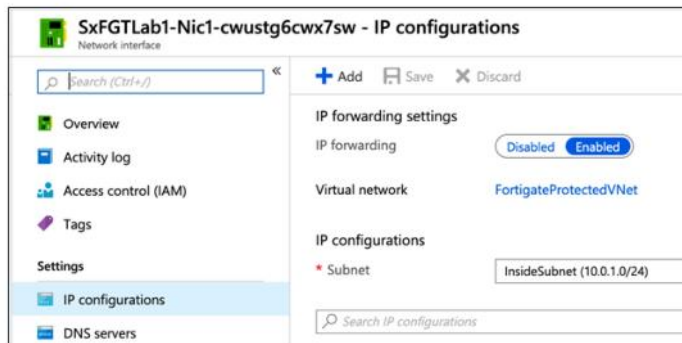 SxFGTLab1-Nic1-cwustg6cwx7sw - IP configurations
Network interface
Search (Ctrl+/)
«
Overview
Activity log
Access control (IAM)
Tags
Settings
IP configurations
DNS servers
Add Save Discard
IP forwarding settings
IP forwarding Disabled Enabled
Virtual network FortigateProtectedVNet
IP configurations
* Subnet InsideSubnet (10.0.1.0/24)
Search IP configurations